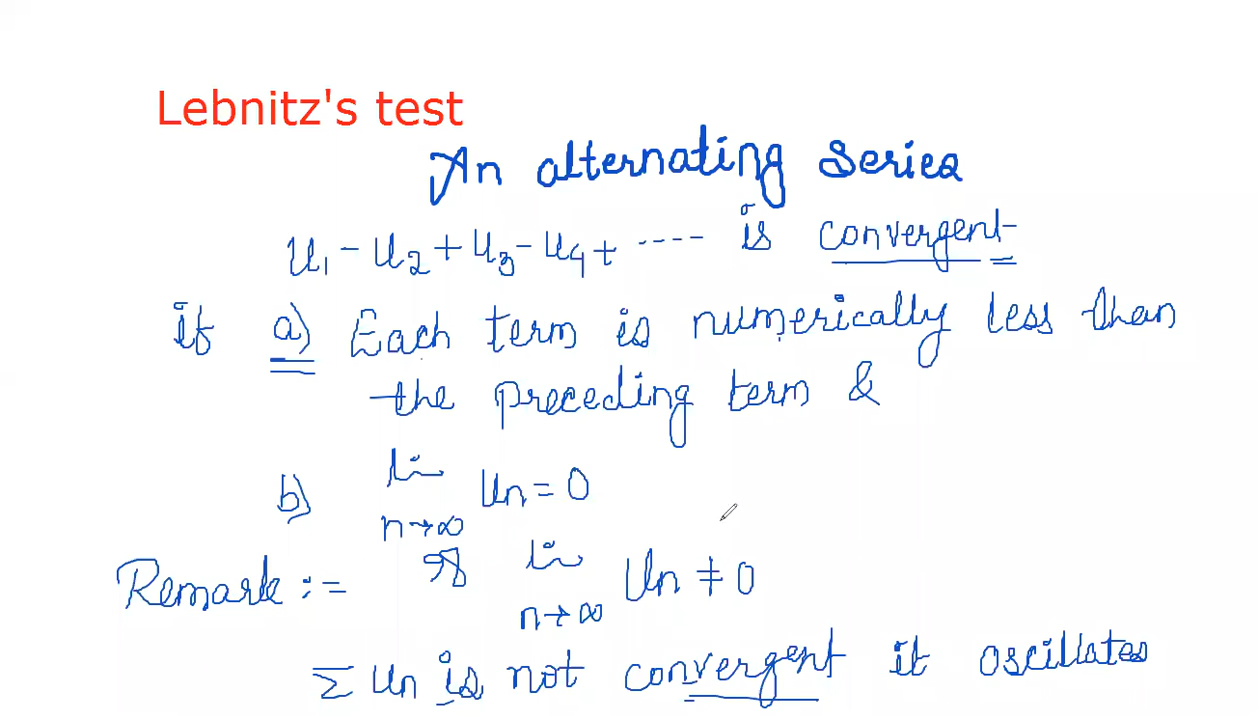 Lebnitz's test
An alternating series
u₁ - u₂ + u₃ - u₄ + ---- is convergent
if a) Each term is numerically less than
the preceding term &
b) lim n→∞ Un = 0
Remark := If lim n→∞ Un ≠ 0
Σ Un is not convergent it oscillates